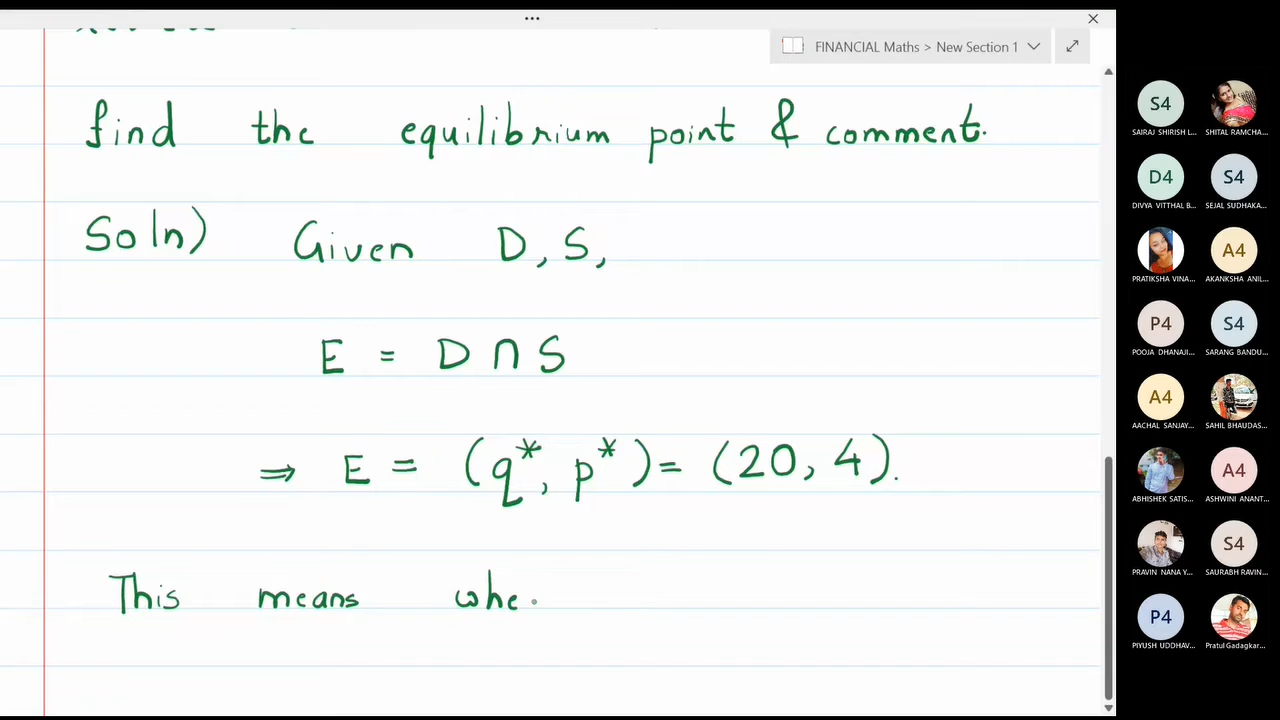 FINANCIAL Maths > New Section 1
find the equilibrium point & comment.
Soln) Given D, S,
E = D ∩ S
⇒ E = (q*, p*) = (20, 4).
This means whe
S4
SAIRAJ SHIRISH L...
SHITAL RAMCHA...
D4
DIVYA VITTHAL B...
S4
SEJAL SUDHAKA...
PRATIKSHA VINA...
A4
AKANKSHA ANIL...
P4
POOJA DHANAJI...
S4
SARANG BANDU...
A4
AACHAL SANJAY...
SAHIL BHAUDAS...
ABHISHEK SATIS...
A4
ASHWINI ANANT...
PRAVIN NANA Y...
S4
SAURABH RAVIN...
P4
PIYUSH UDDHAV...
Pratul Gadagkar...